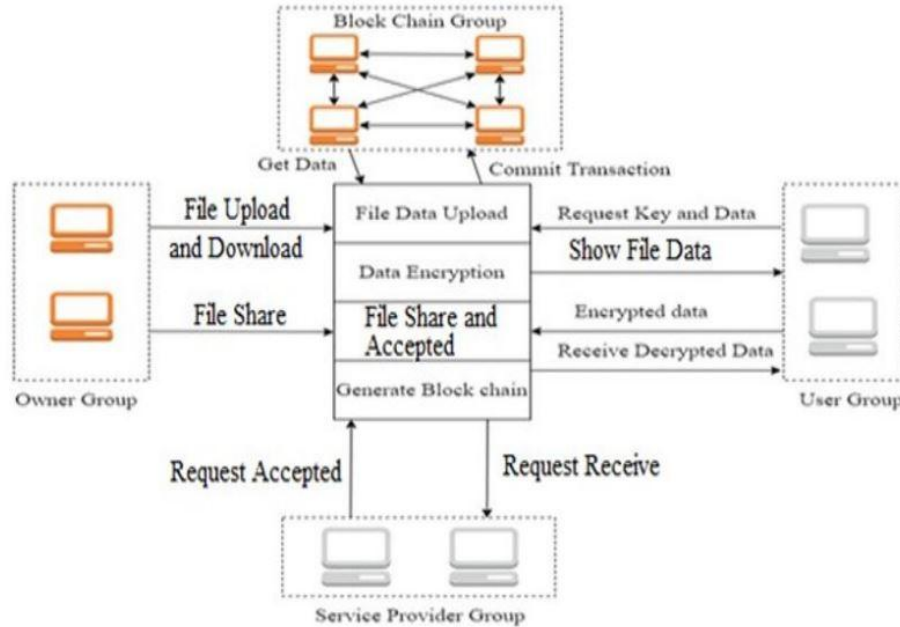 Block Chain Group
Get Data
Commit Transaction
File Upload
and Download
File Data Upload
Request Key and Data
Data Encryption
Show File Data
File Share
File Share and
Accepted
Encrypted data
Receive Decrypted Data
Generate Block chain
Owner Group
User Group
Request Accepted
Request Receive
Service Provider Group